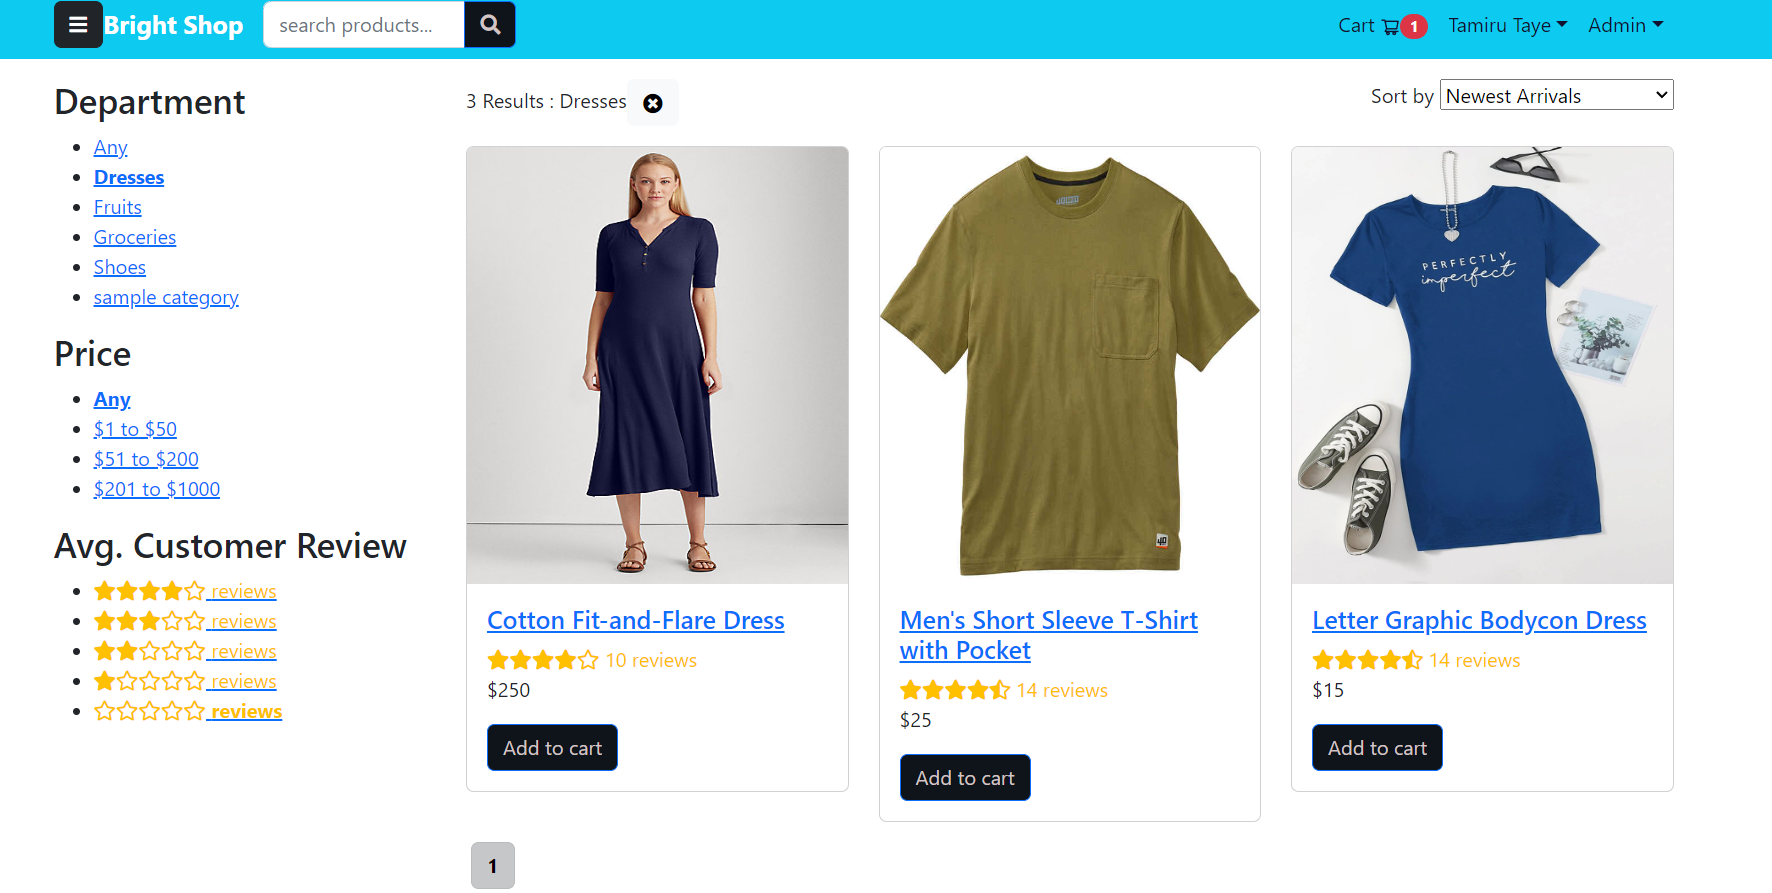 Bright Shop
search products...
Cart 1
Tamiru Taye
Admin
Department
Any
Dresses
Fruits
Groceries
Shoes
sample category
Price
Any
$1 to $50
$51 to $200
$201 to $1000
Avg. Customer Review
reviews
reviews
reviews
reviews
reviews
3 Results : Dresses
Sort by Newest Arrivals
Cotton Fit-and-Flare Dress
10 reviews
$250
Add to cart
Men's Short Sleeve T-Shirt
with Pocket
14 reviews
$25
Add to cart
PERFECTLY
imperfect
Letter Graphic Bodycon Dress
14 reviews
$15
Add to cart
1